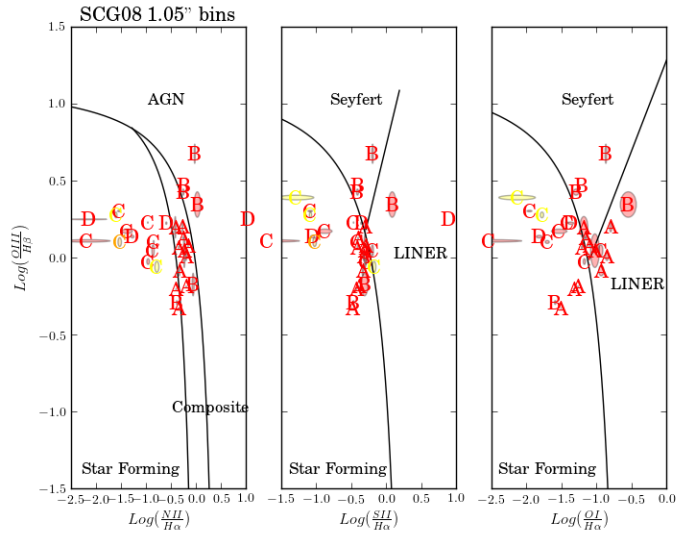 SCG08 1.05" bins
1.5
1.0
0.5
0.0
−0.5
−1.0
−1.5
Log([OIII]/Hβ)
AGN
Composite
Star Forming
B
B
B
B
A
A
A
A
A
A
C
C
C
C
C
D
D
D
−2.5 −2.0 −1.5 −1.0 −0.5 0.0 0.5 1.0
Log(NII/Hα)
Seyfert
LINER
Star Forming
B
B
B
B
A
A
A
A
C
C
C
C
C
D
D
−2.5 −2.0 −1.5 −1.0 −0.5 0.0 0.5 1.0
Log(SII/Hα)
Seyfert
LINER
Star Forming
B
B
B
B
A
A
A
A
A
C
C
C
C
C
D
D
−2.5 −2.0 −1.5 −1.0 −0.5 0.0
Log(OI/Hα)